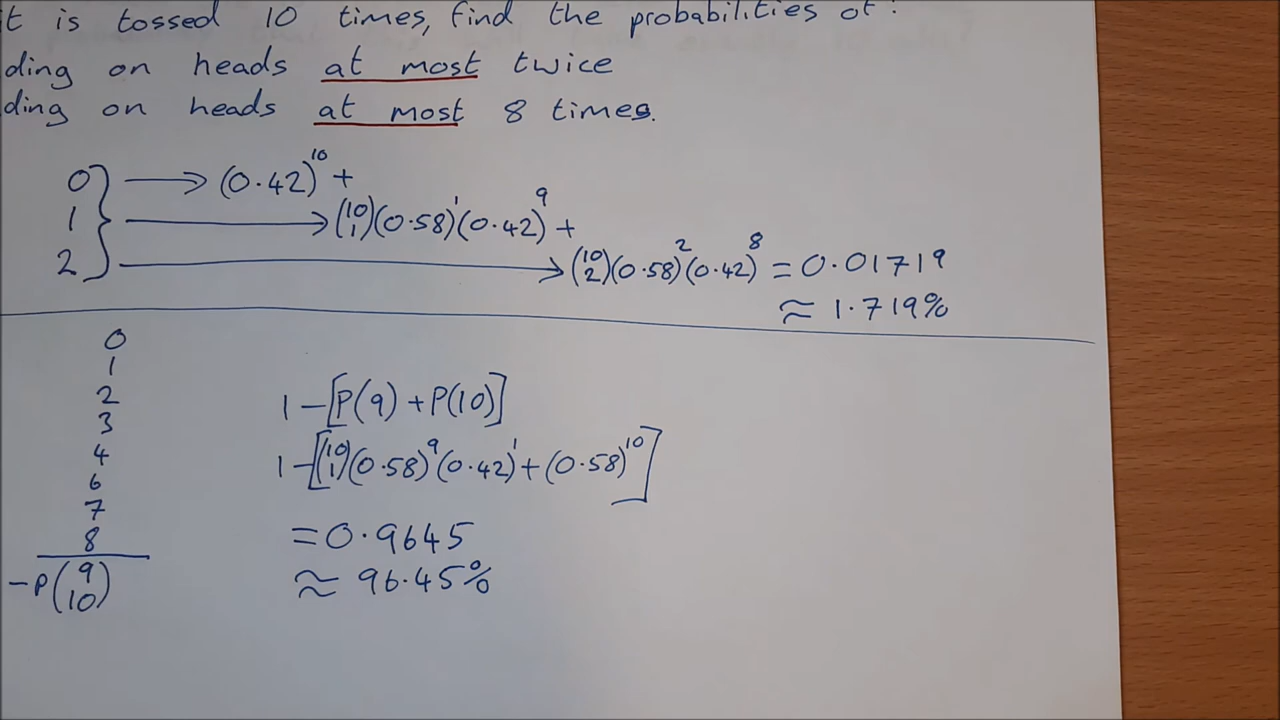 t is tossed 10 times, find the probabilities of:
ding on heads at most twice
ding on heads at most 8 times.
0 → (0.42)^10 +
1 → (10 1)(0.58)^1(0.42)^9 +
2 → (10 2)(0.58)^2(0.42)^8 = 0.01719
≈ 1.719%
0
1
2
3
4
6
7
8
-P(9 10)
1-[P(9) + P(10)]
1-[(10 1)(0.58)^9(0.42)^1 + (0.58)^10]
= 0.9645
≈ 96.45%